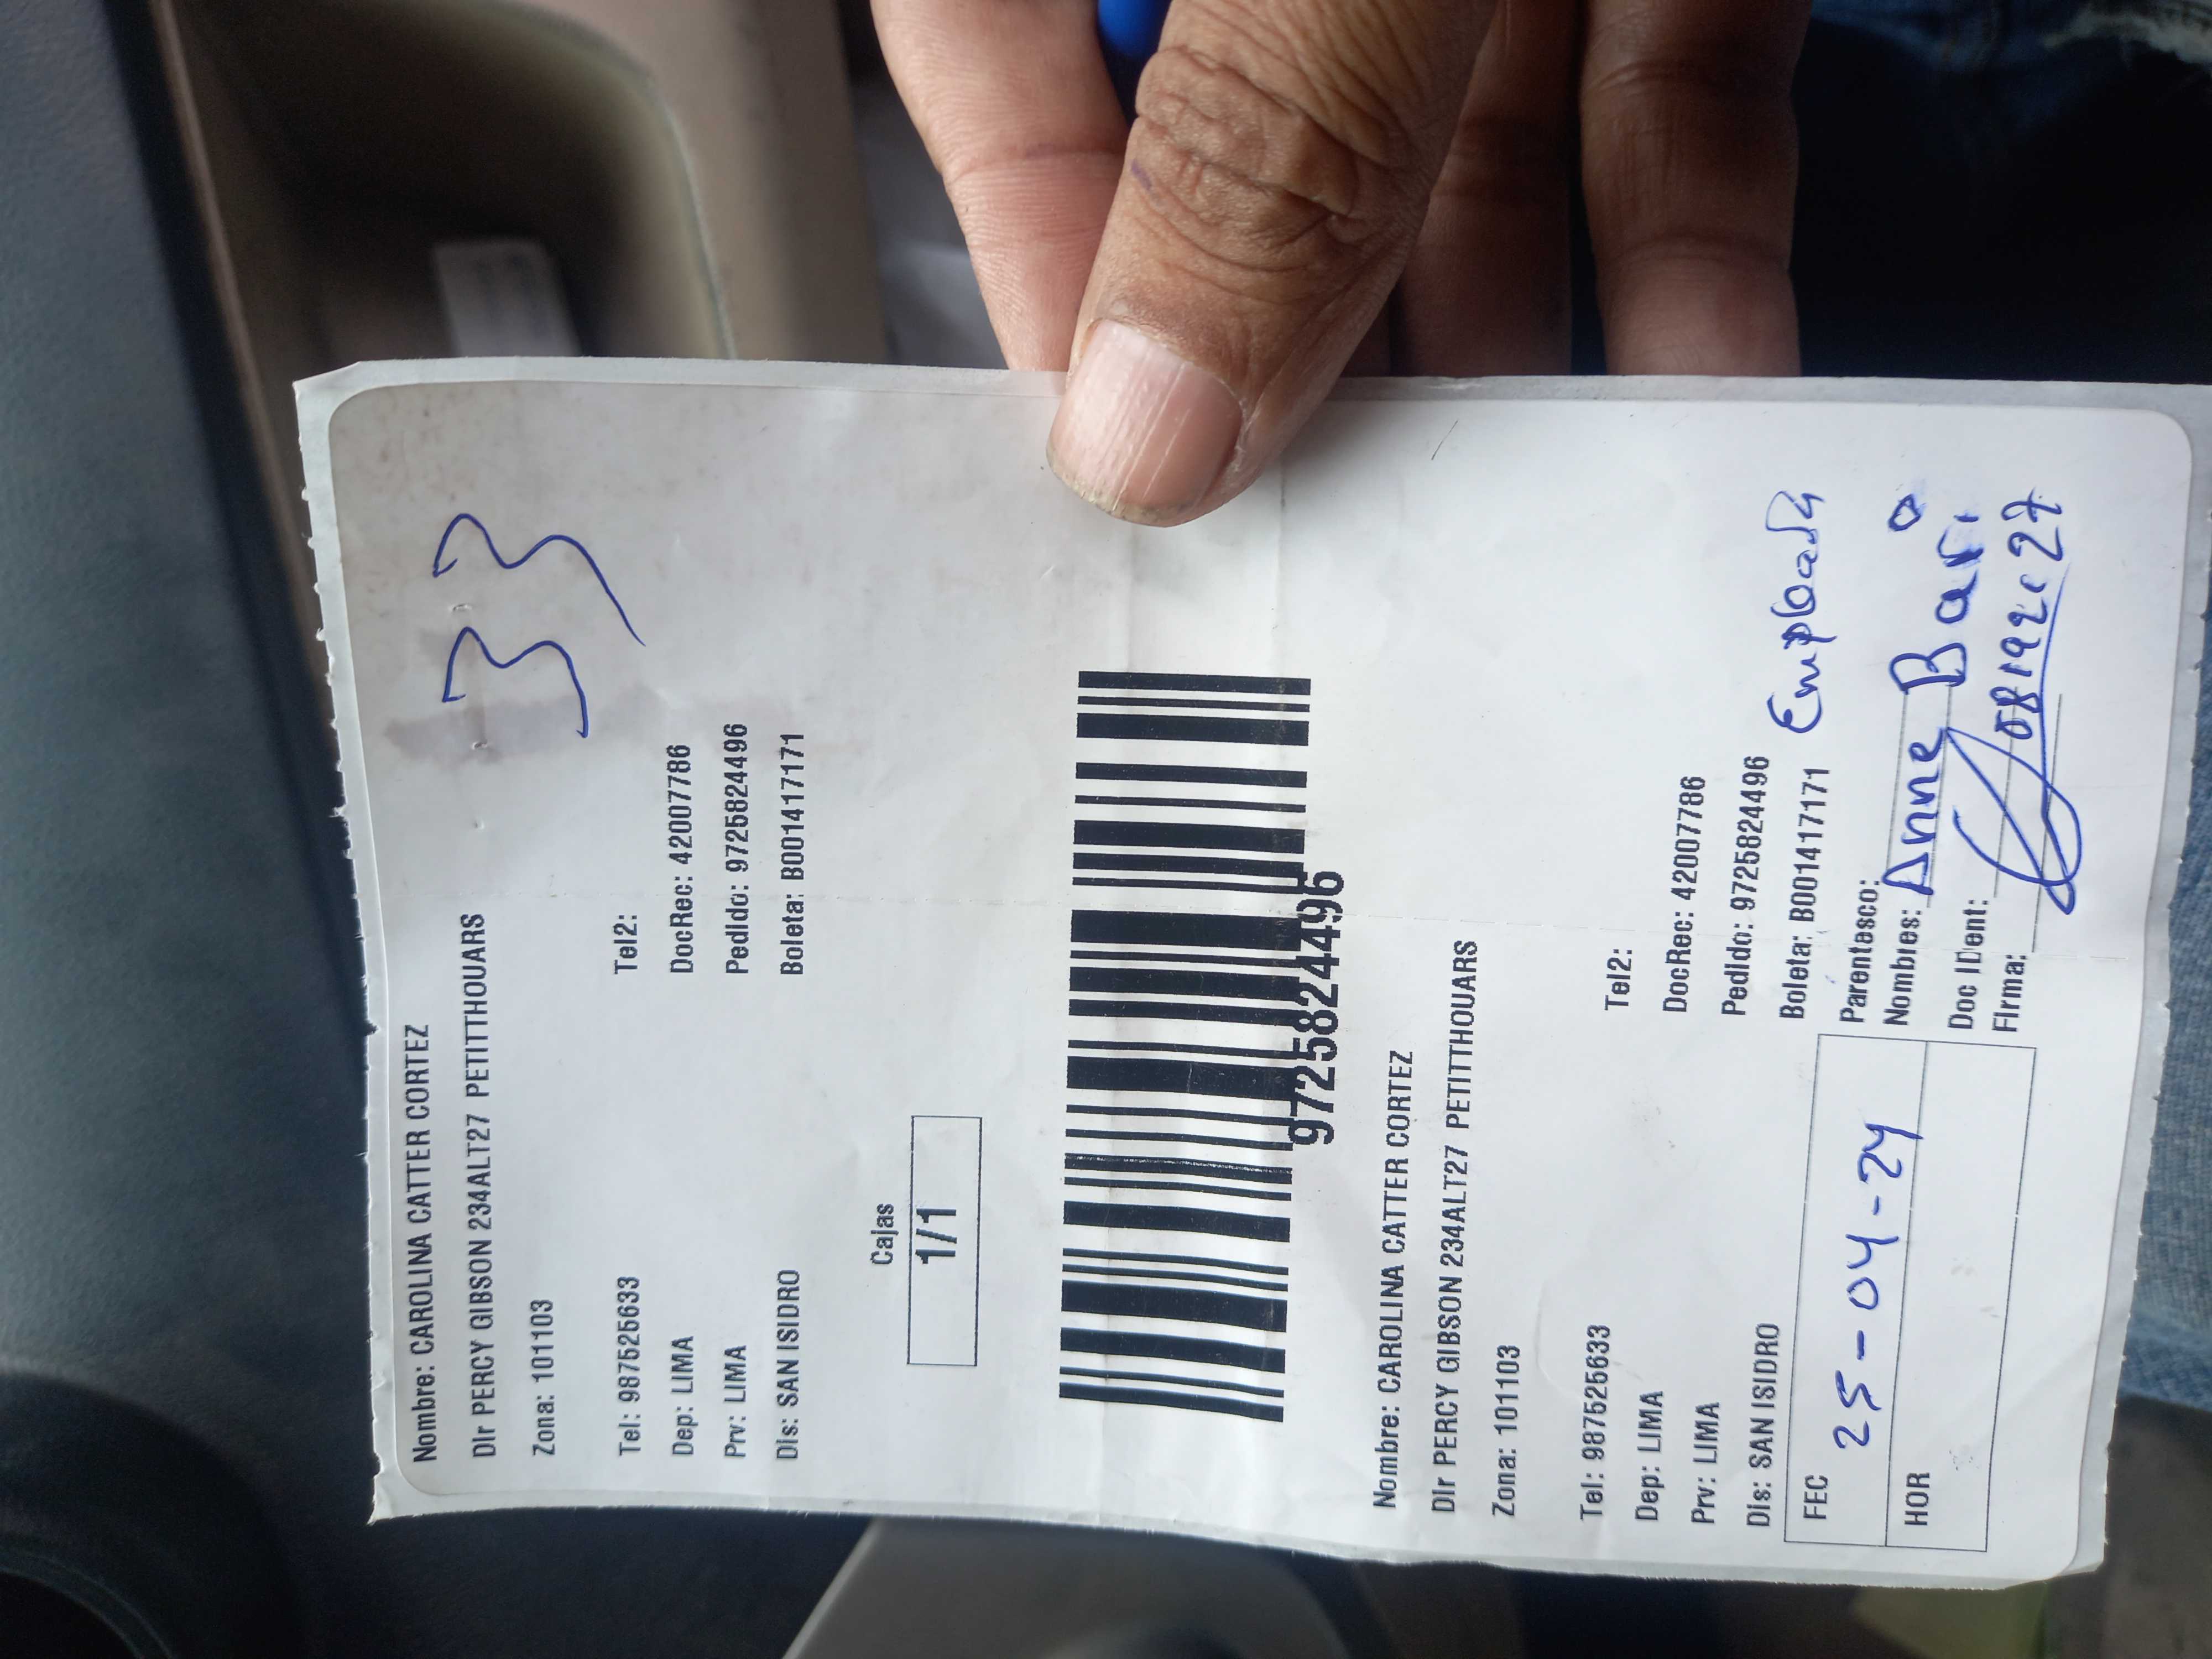 33
Nombre: CAROLINA CATTER CORTEZ
Dir PERCY GIBSON 234ALT27 PETITTHOUARS
Zona: 101103
Tel: 987525633 Tel2:
Dep: LIMA DocRec: 42007786
Prv: LIMA Pedido: 9725824496
Dis: SAN ISIDRO Boleta: B001417171
Cajas
1/1
9725824496
Nombre: CAROLINA CATTER CORTEZ
Dir PERCY GIBSON 234ALT27 PETITTHOUARS
Zona: 101103
Tel: 987525633 Tel2:
Dep: LIMA DocRec: 42007786
Prv: LIMA Pedido: 9725824496
Dis: SAN ISIDRO Boleta: B001417171
FEC 25-04-24
HOR
Parentesco:
Nombres: Anne
Doc IDent:
Firma: